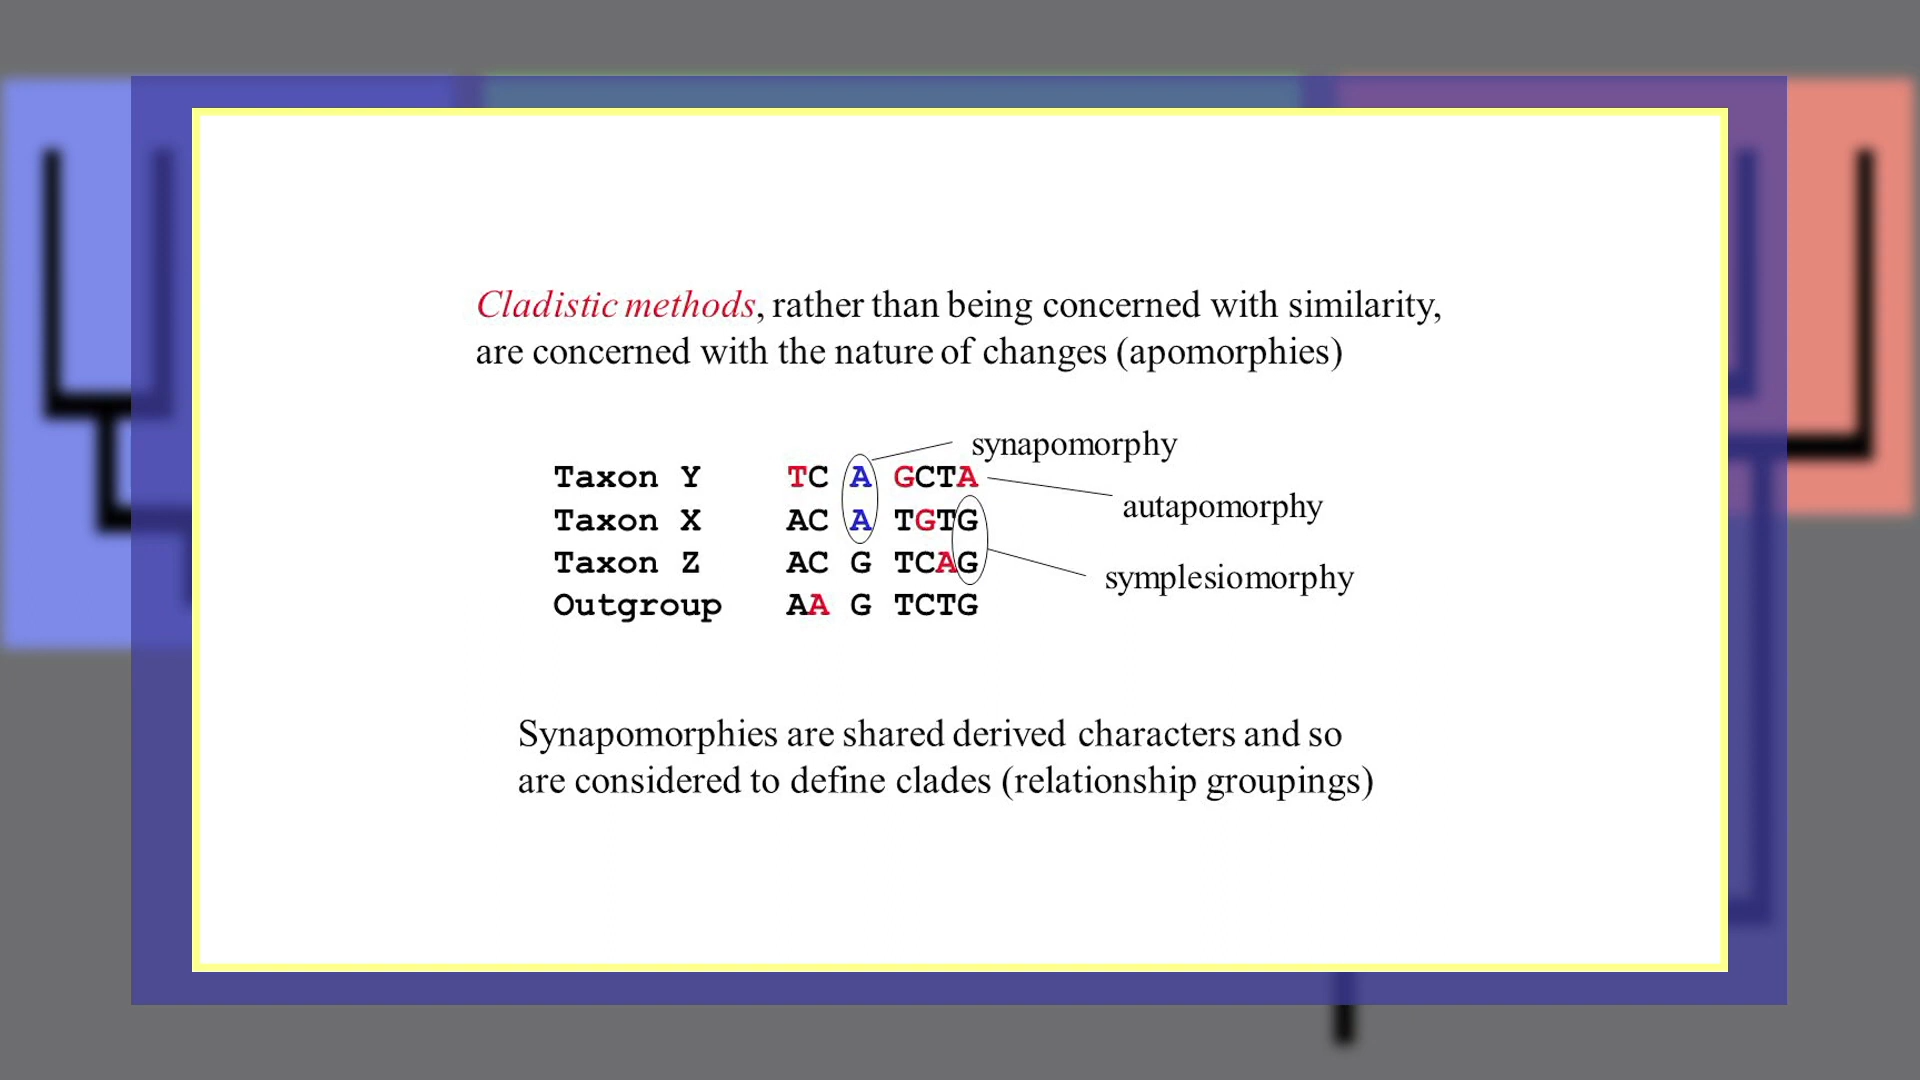 Cladistic methods, rather than being concerned with similarity,
are concerned with the nature of changes (apomorphies)
synapomorphy
Taxon Y TC A GCTA
autapomorphy
Taxon X AC A TGTG
Taxon Z AC G TCAG
symplesiomorphy
Outgroup AA G TCTG
Synapomorphies are shared derived characters and so
are considered to define clades (relationship groupings)